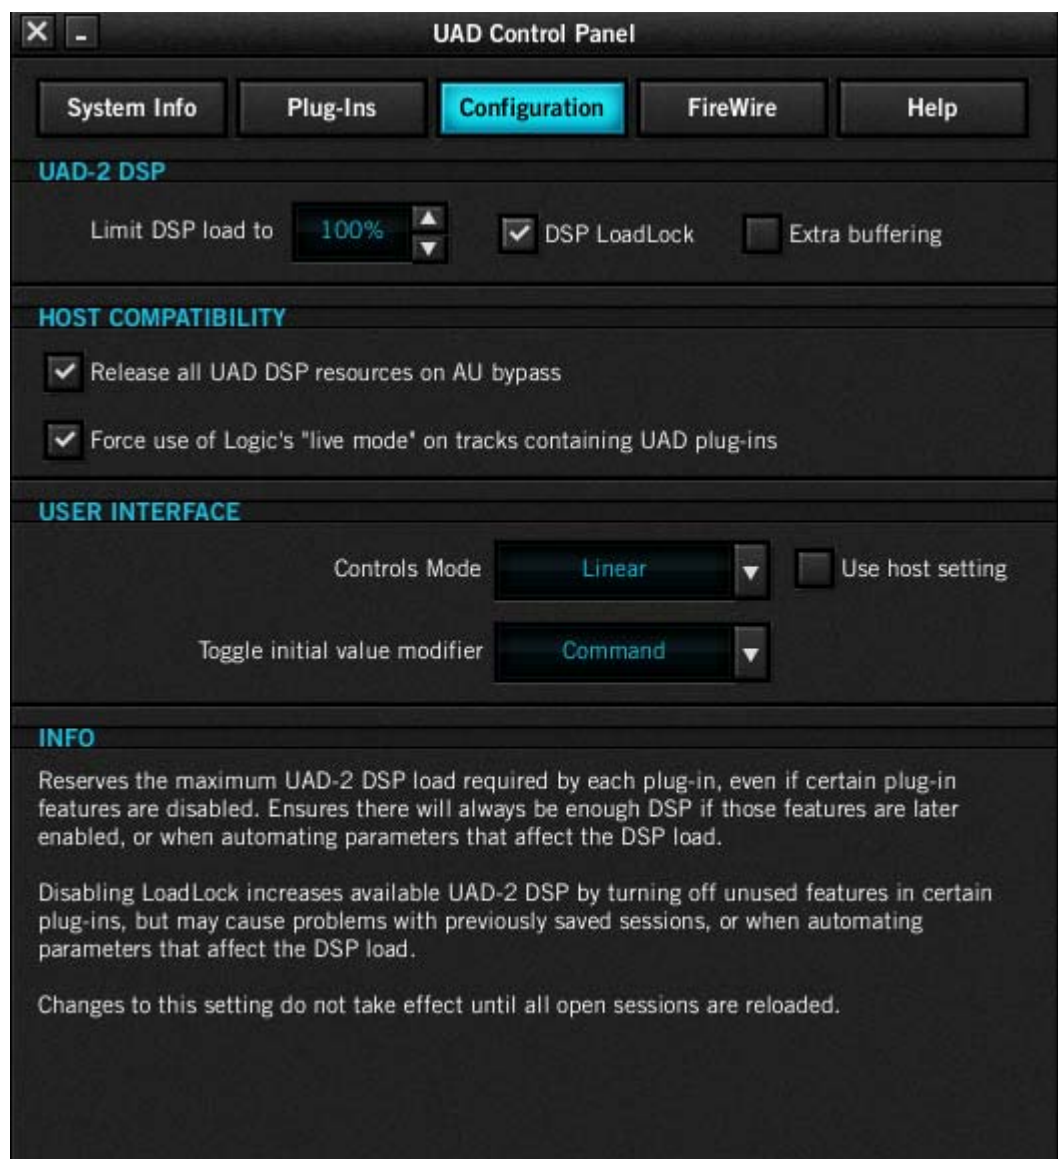 UAD Control Panel
System Info Plug-Ins Configuration FireWire Help
UAD-2 DSP
Limit DSP load to 100% DSP LoadLock Extra buffering
HOST COMPATIBILITY
Release all UAD DSP resources on AU bypass
Force use of Logic's "live mode" on tracks containing UAD plug-ins
USER INTERFACE
Controls Mode Linear Use host setting
Toggle initial value modifier Command
INFO
Reserves the maximum UAD-2 DSP load required by each plug-in, even if certain plug-in
features are disabled. Ensures there will always be enough DSP if those features are later
enabled, or when automating parameters that affect the DSP load.
Disabling LoadLock increases available UAD-2 DSP by turning off unused features in certain
plug-ins, but may cause problems with previously saved sessions, or when automating
parameters that affect the DSP load.
Changes to this setting do not take effect until all open sessions are reloaded.